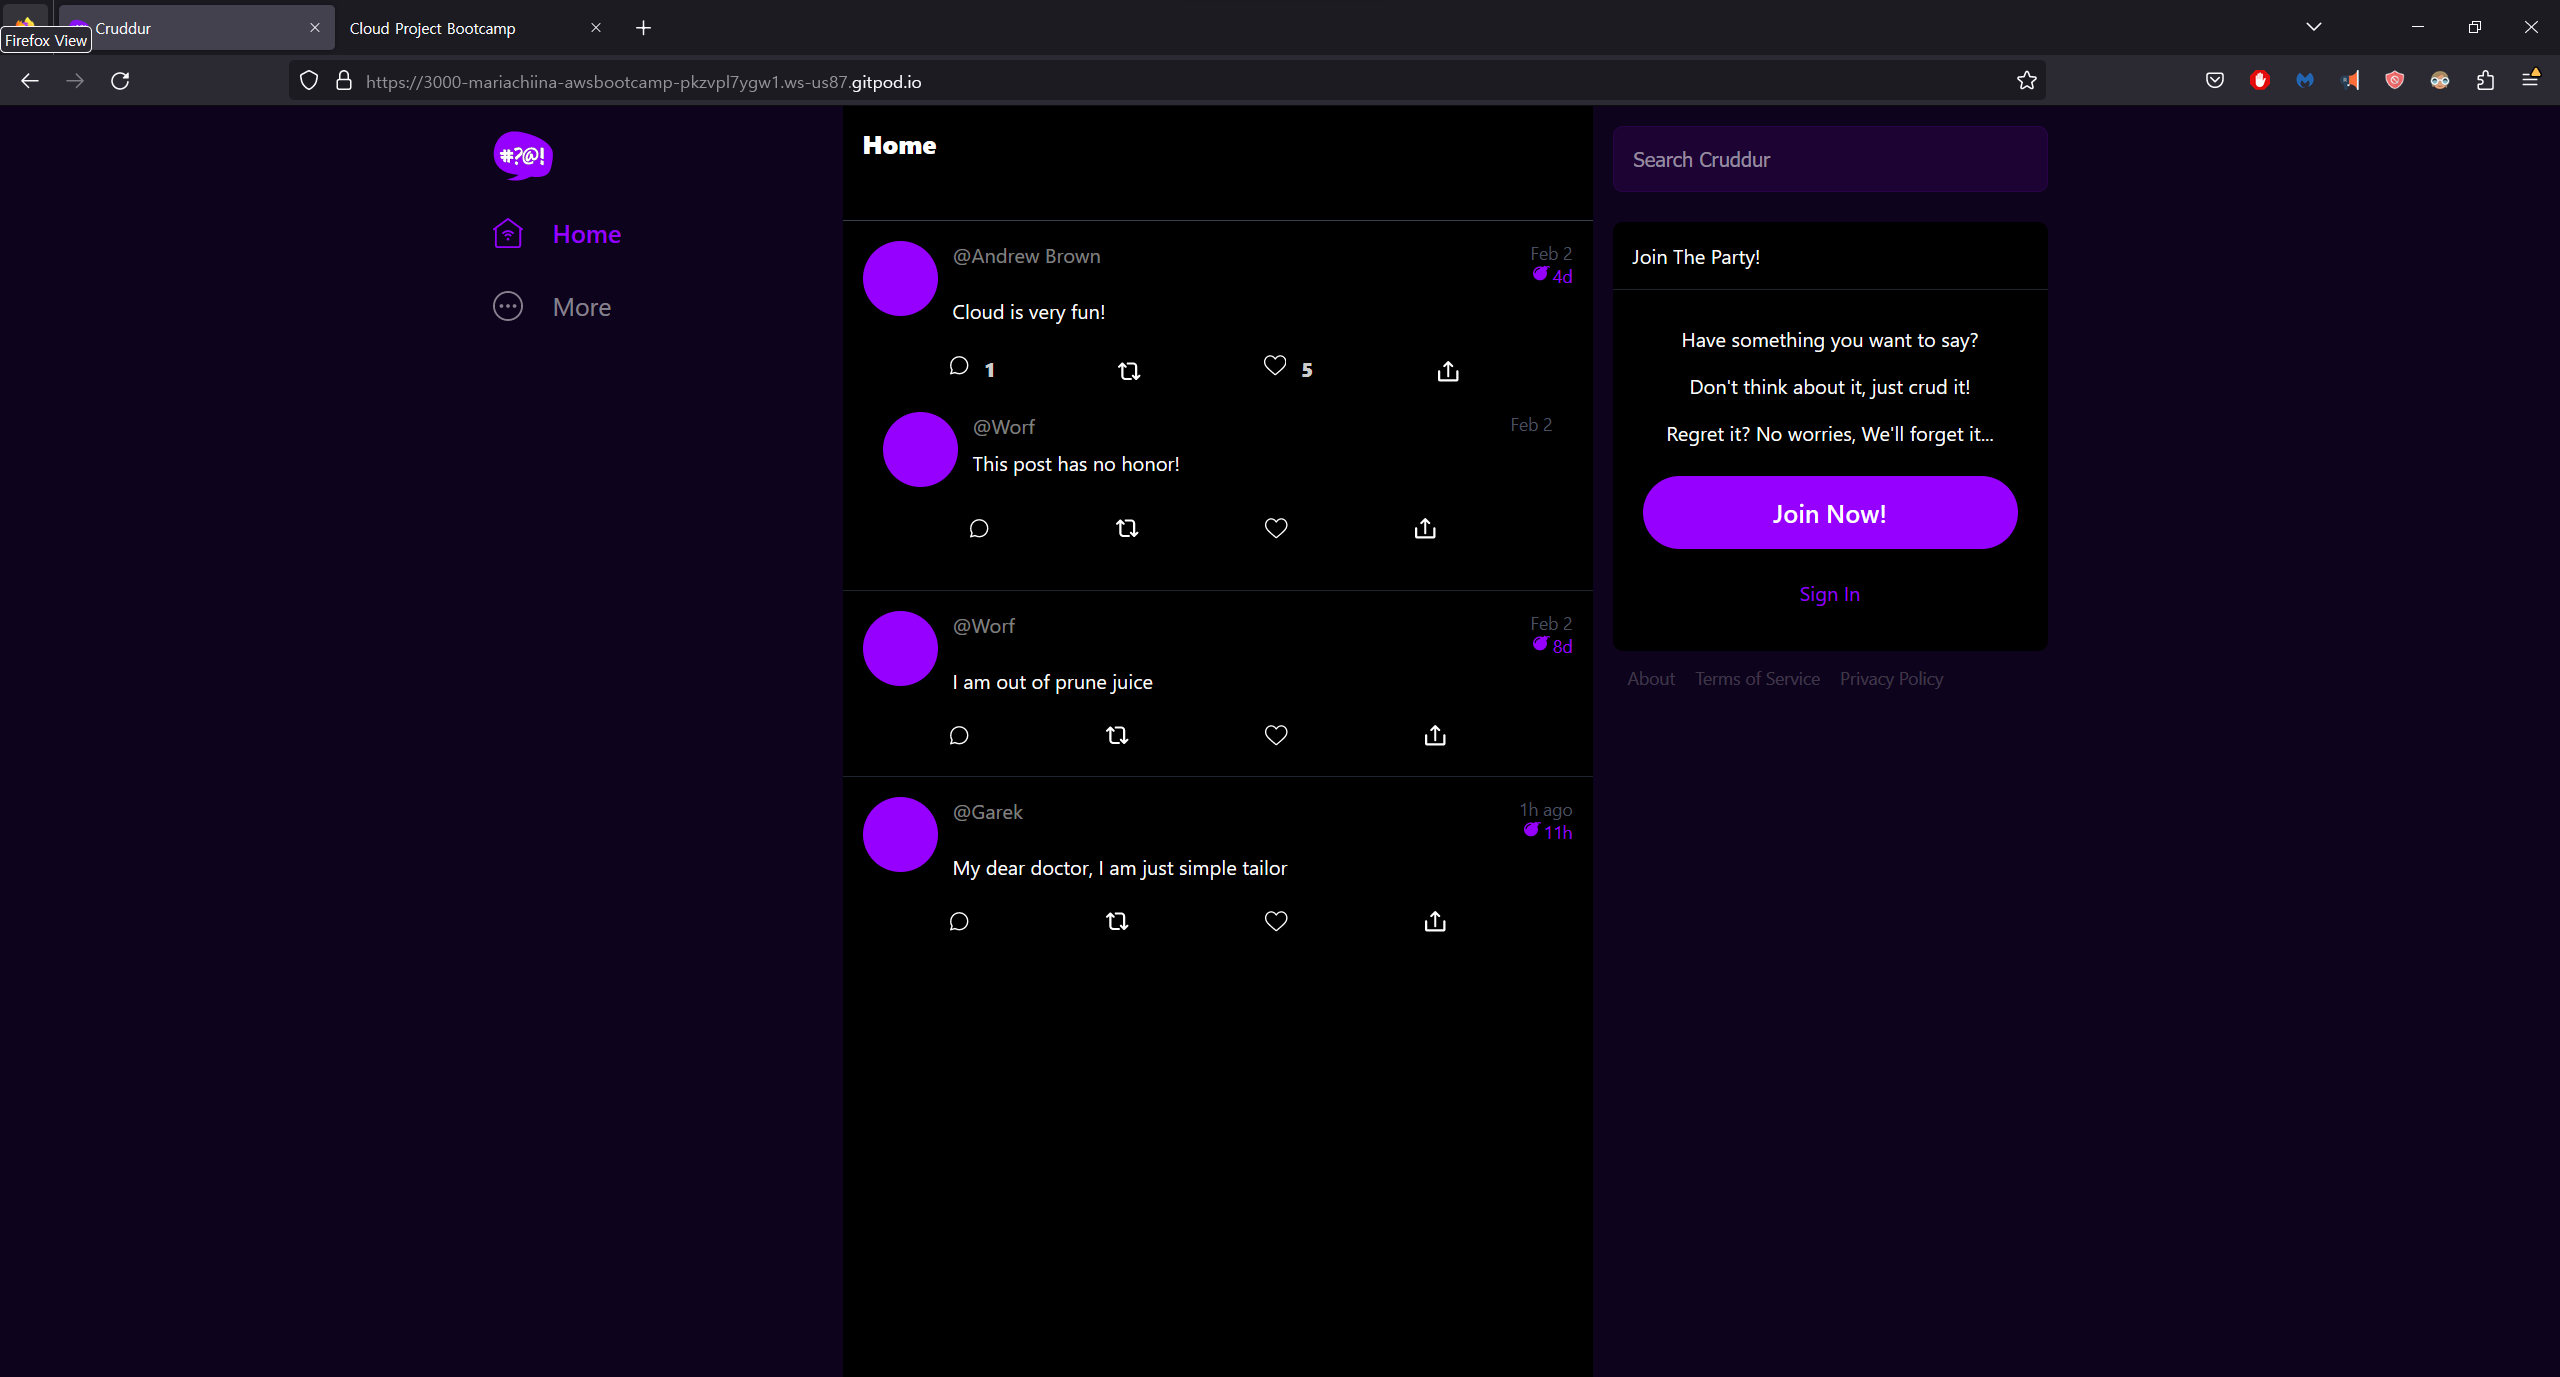 Cruddur
Cloud Project Bootcamp
Firefox View
https://3000-mariachiina-awsbootcamp-pkzvpl7ygw1.ws-us87.gitpod.io
#?@!
Home
More
Home
@Andrew Brown
Feb 2
4d
Cloud is very fun!
1
5
@Worf
Feb 2
This post has no honor!
@Worf
Feb 2
8d
I am out of prune juice
@Garek
1h ago
11h
My dear doctor, I am just simple tailor
Search Cruddur
Join The Party!
Have something you want to say?
Don't think about it, just crud it!
Regret it? No worries, We'll forget it...
Join Now!
Sign In
About Terms of Service Privacy Policy